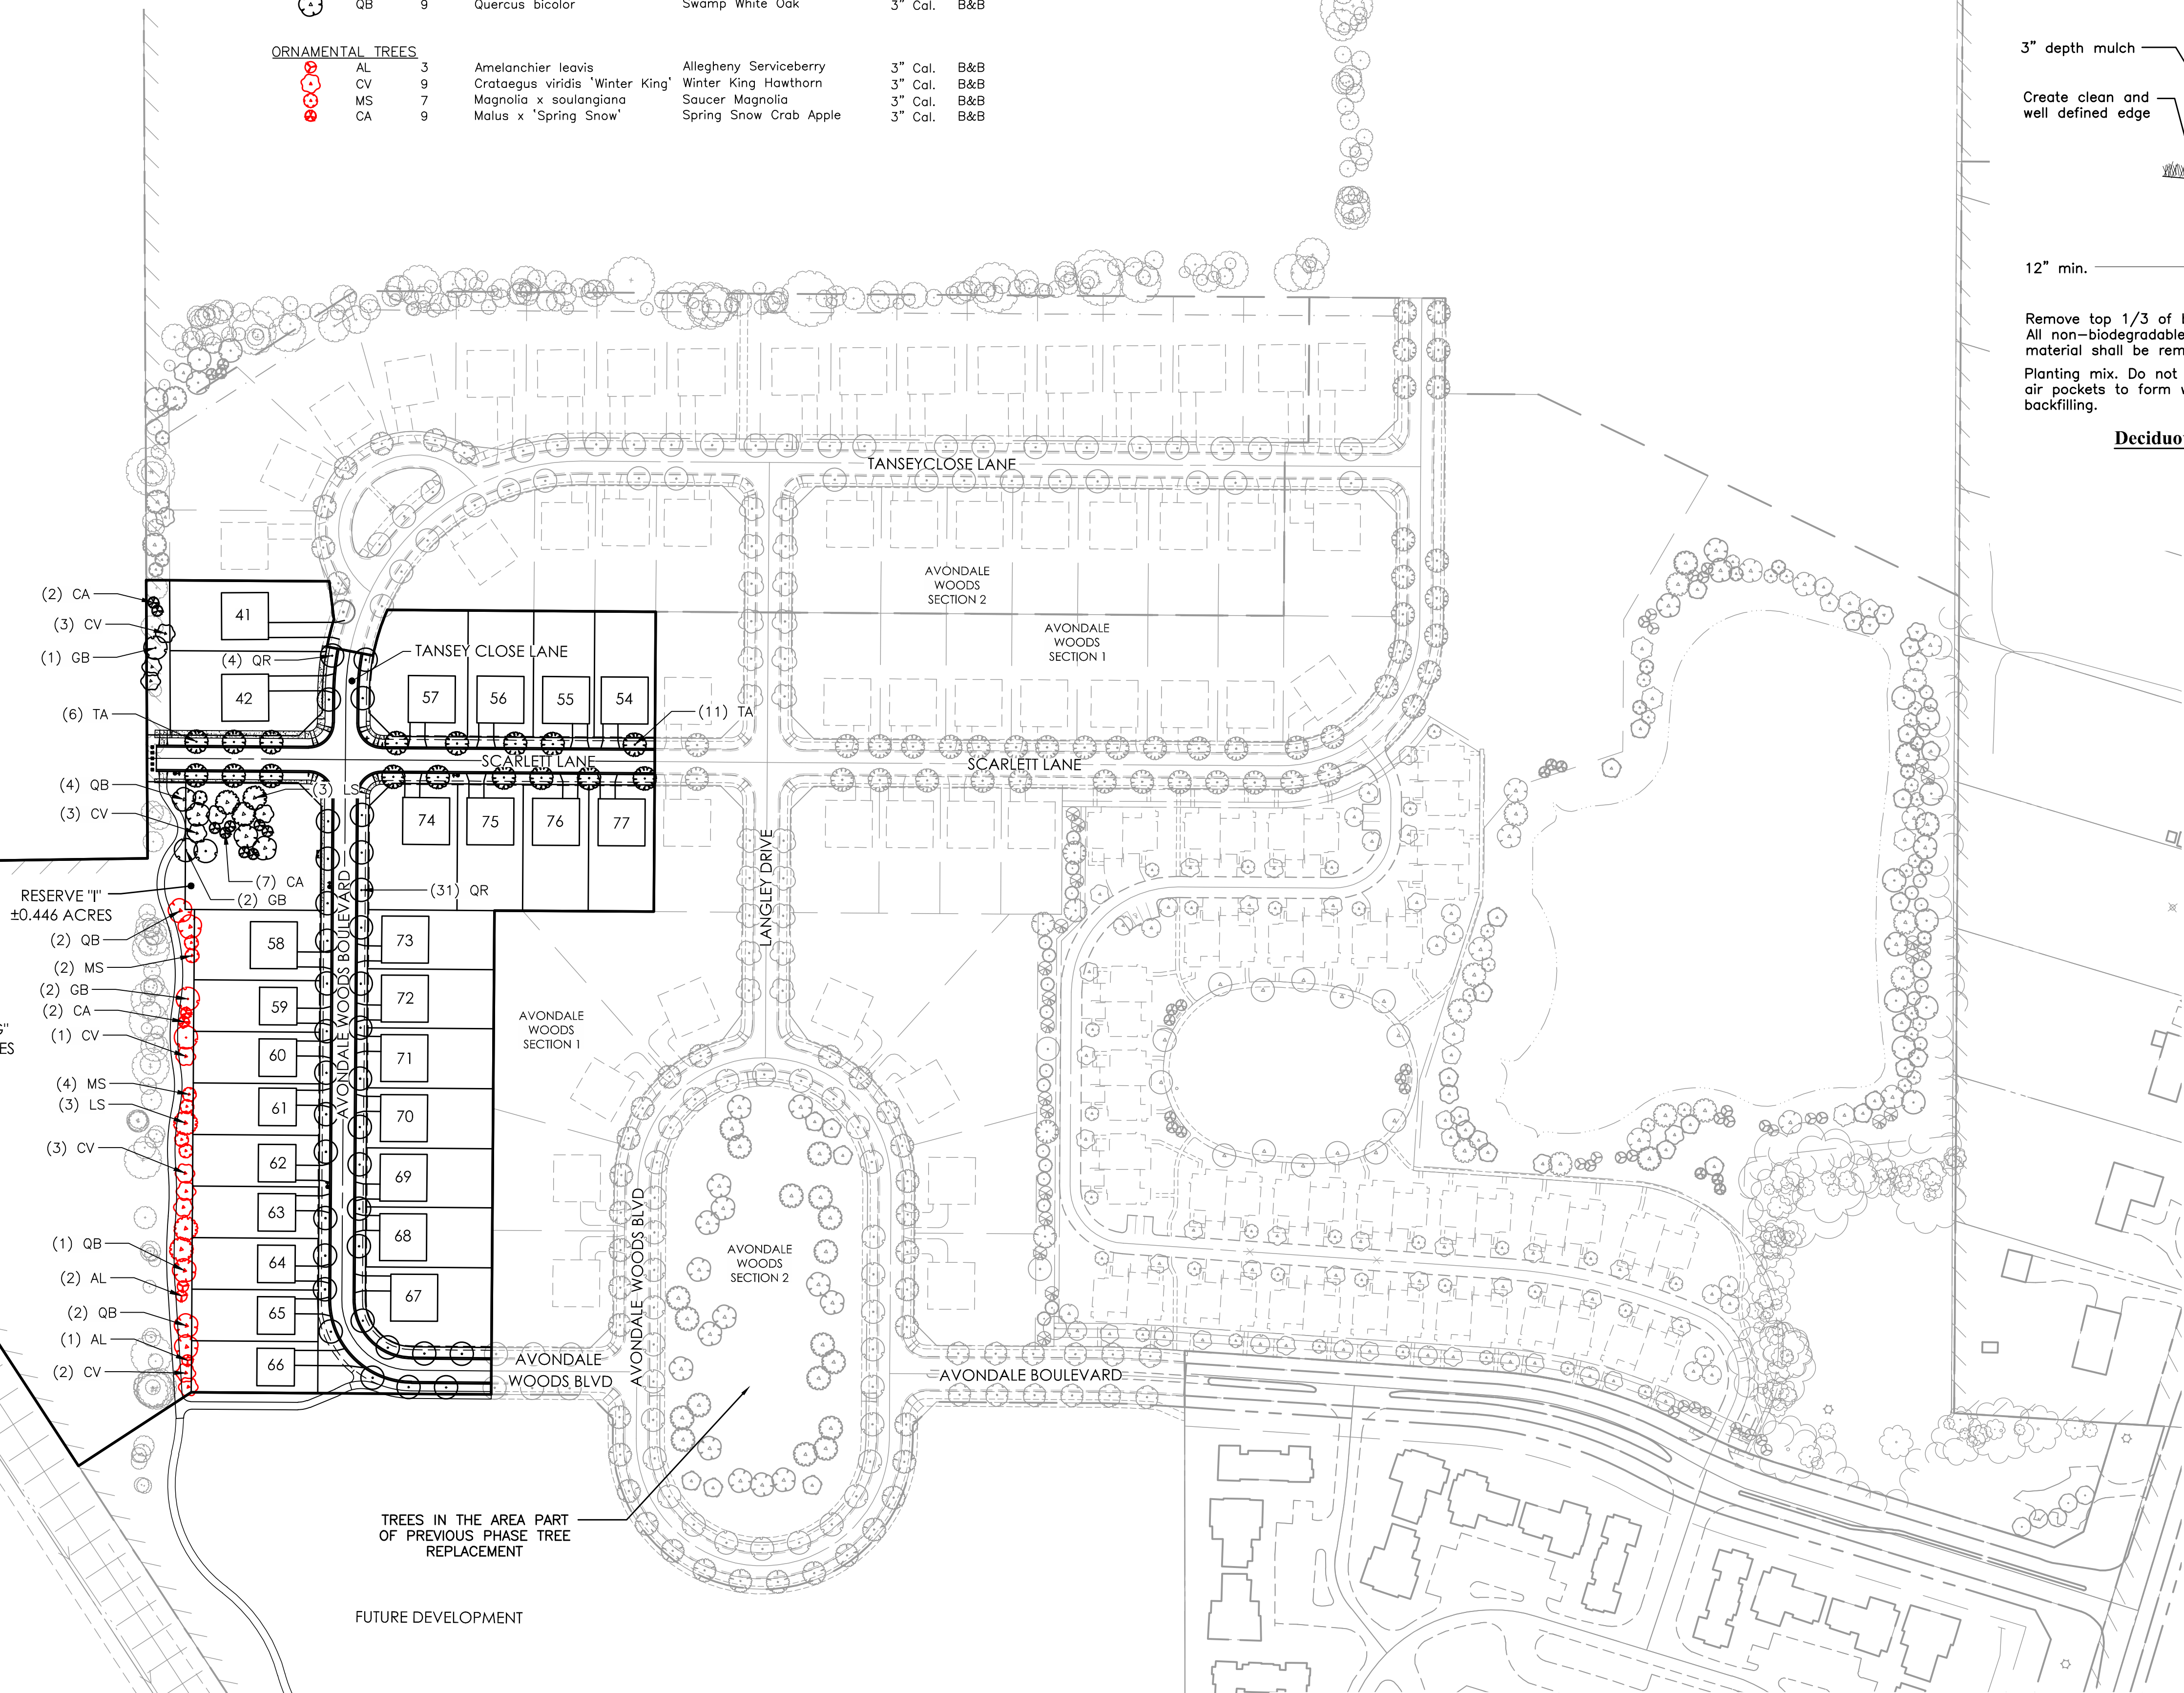 QB 9 Quercus bicolor Swamp White Oak 3" Cal. B&B
ORNAMENTAL TREES
AL 3 Amelanchier leavis Allegheny Serviceberry 3" Cal. B&B
CV 9 Crataegus viridis 'Winter King' Winter King Hawthorn 3" Cal. B&B
MS 7 Magnolia x soulangiana Saucer Magnolia 3" Cal. B&B
CA 9 Malus x 'Spring Snow' Spring Snow Crab Apple 3" Cal. B&B
3" depth mulch
Create clean and
well defined edge
12" min.
Remove top 1/3 of
All non-biodegradable
material shall be
Planting mix. Do not
air pockets to form
backfilling.
TANSEYCLOSE LANE
AVONDALE
WOODS
SECTION 2
AVONDALE
WOODS
SECTION 1
(2) CA
(3) CV
(1) GB
(6) TA
41
(4) QR
42
TANSEY CLOSE LANE
57
56
55
54
(11) TA
SCARLETT LANE
SCARLETT LANE
(4) QB
(3) CV
(3) LS
74
75
76
77
(7) CA
(2) GB
(31) QR
LANGLEY DRIVE
RESERVE "I"
±0.446 ACRES
(2) QB
(2) MS
(2) GB
(2) CA
(1) CV
(4) MS
(3) LS
(3) CV
(1) QB
(2) AL
(2) QB
(1) AL
(2) CV
58
59
60
61
62
63
64
65
66
AVONDALE WOODS BOULEVARD
73
72
71
70
69
68
67
AVONDALE
WOODS
SECTION 1
AVONDALE
WOODS BLVD
AVONDALE WOODS BLVD
AVONDALE
WOODS
SECTION 2
AVONDALE BOULEVARD
TREES IN THE AREA PART
OF PREVIOUS PHASE TREE
REPLACEMENT
FUTURE DEVELOPMENT